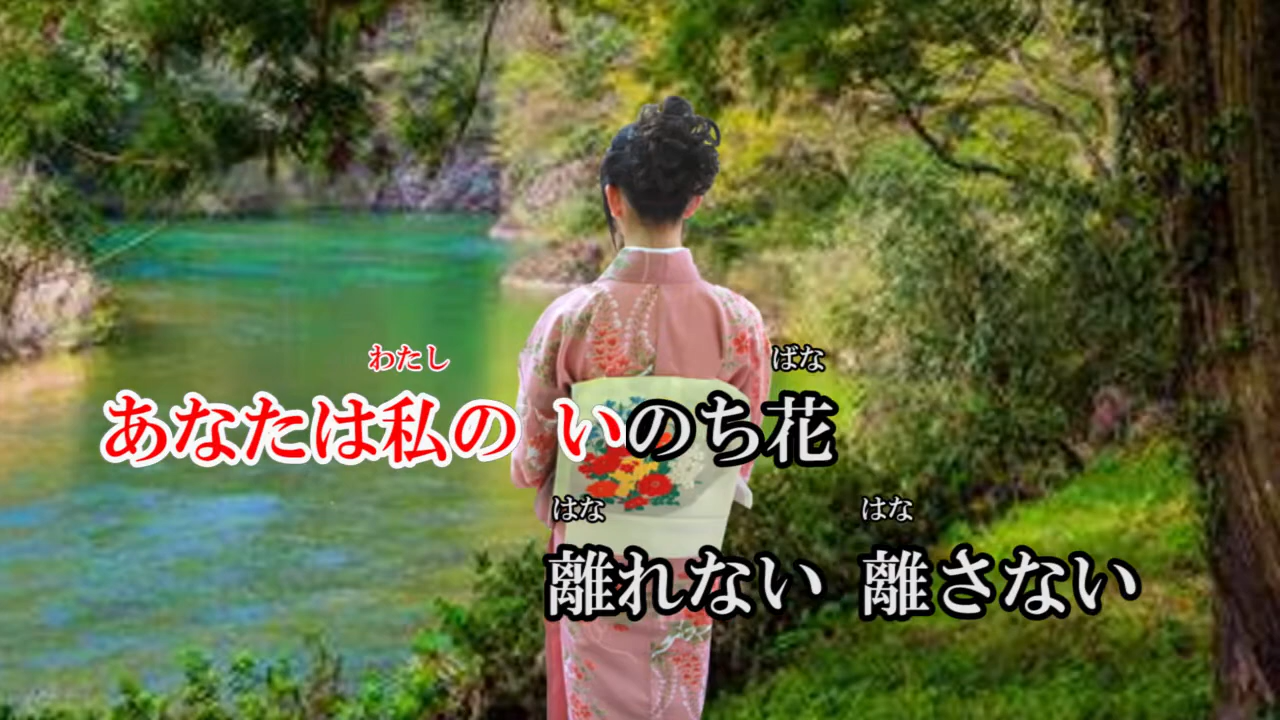 わたし ばな
あなたは私の いのち花
はな はな
離れない 離さない